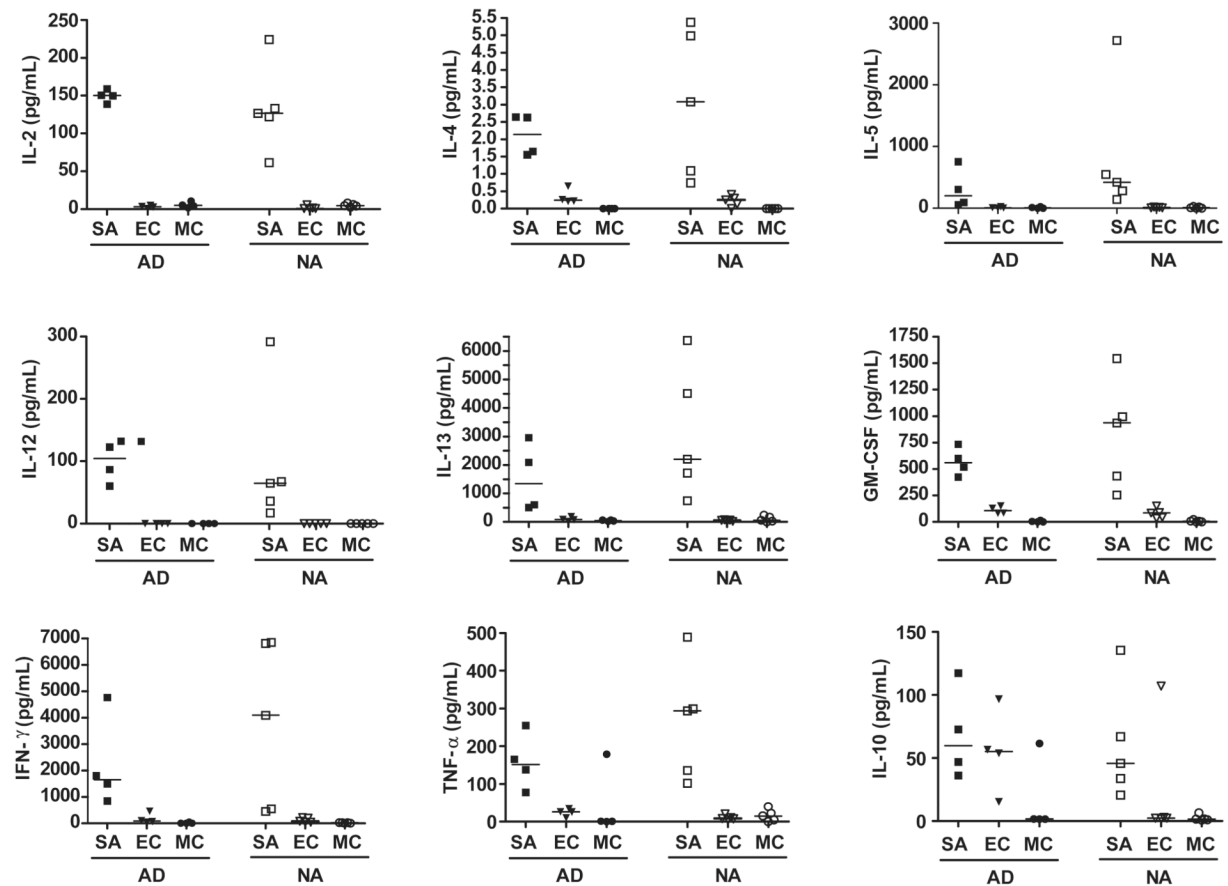 IL-2 (pg/mL)
250
200
150
100
50
0
SA EC MC SA EC MC
AD NA
IL-4 (pg/mL)
5.5
5.0
4.5
4.0
3.5
3.0
2.5
2.0
1.5
1.0
0.5
0.0
SA EC MC SA EC MC
AD NA
IL-5 (pg/mL)
3000
2000
1000
0
SA EC MC SA EC MC
AD NA
IL-12 (pg/mL)
300
200
100
0
SA EC MC SA EC MC
AD NA
IL-13 (pg/mL)
6000
5000
4000
3000
2000
1000
0
SA EC MC SA EC MC
AD NA
GM-CSF (pg/mL)
1750
1500
1250
1000
750
500
250
0
SA EC MC SA EC MC
AD NA
IFN- γ (pg/mL)
7000
6000
5000
4000
3000
2000
1000
0
SA EC MC SA EC MC
AD NA
TNF-α (pg/mL)
500
400
300
200
100
0
SA EC MC SA EC MC
AD NA
IL-10 (pg/mL)
150
100
50
0
SA EC MC SA EC MC
AD NA